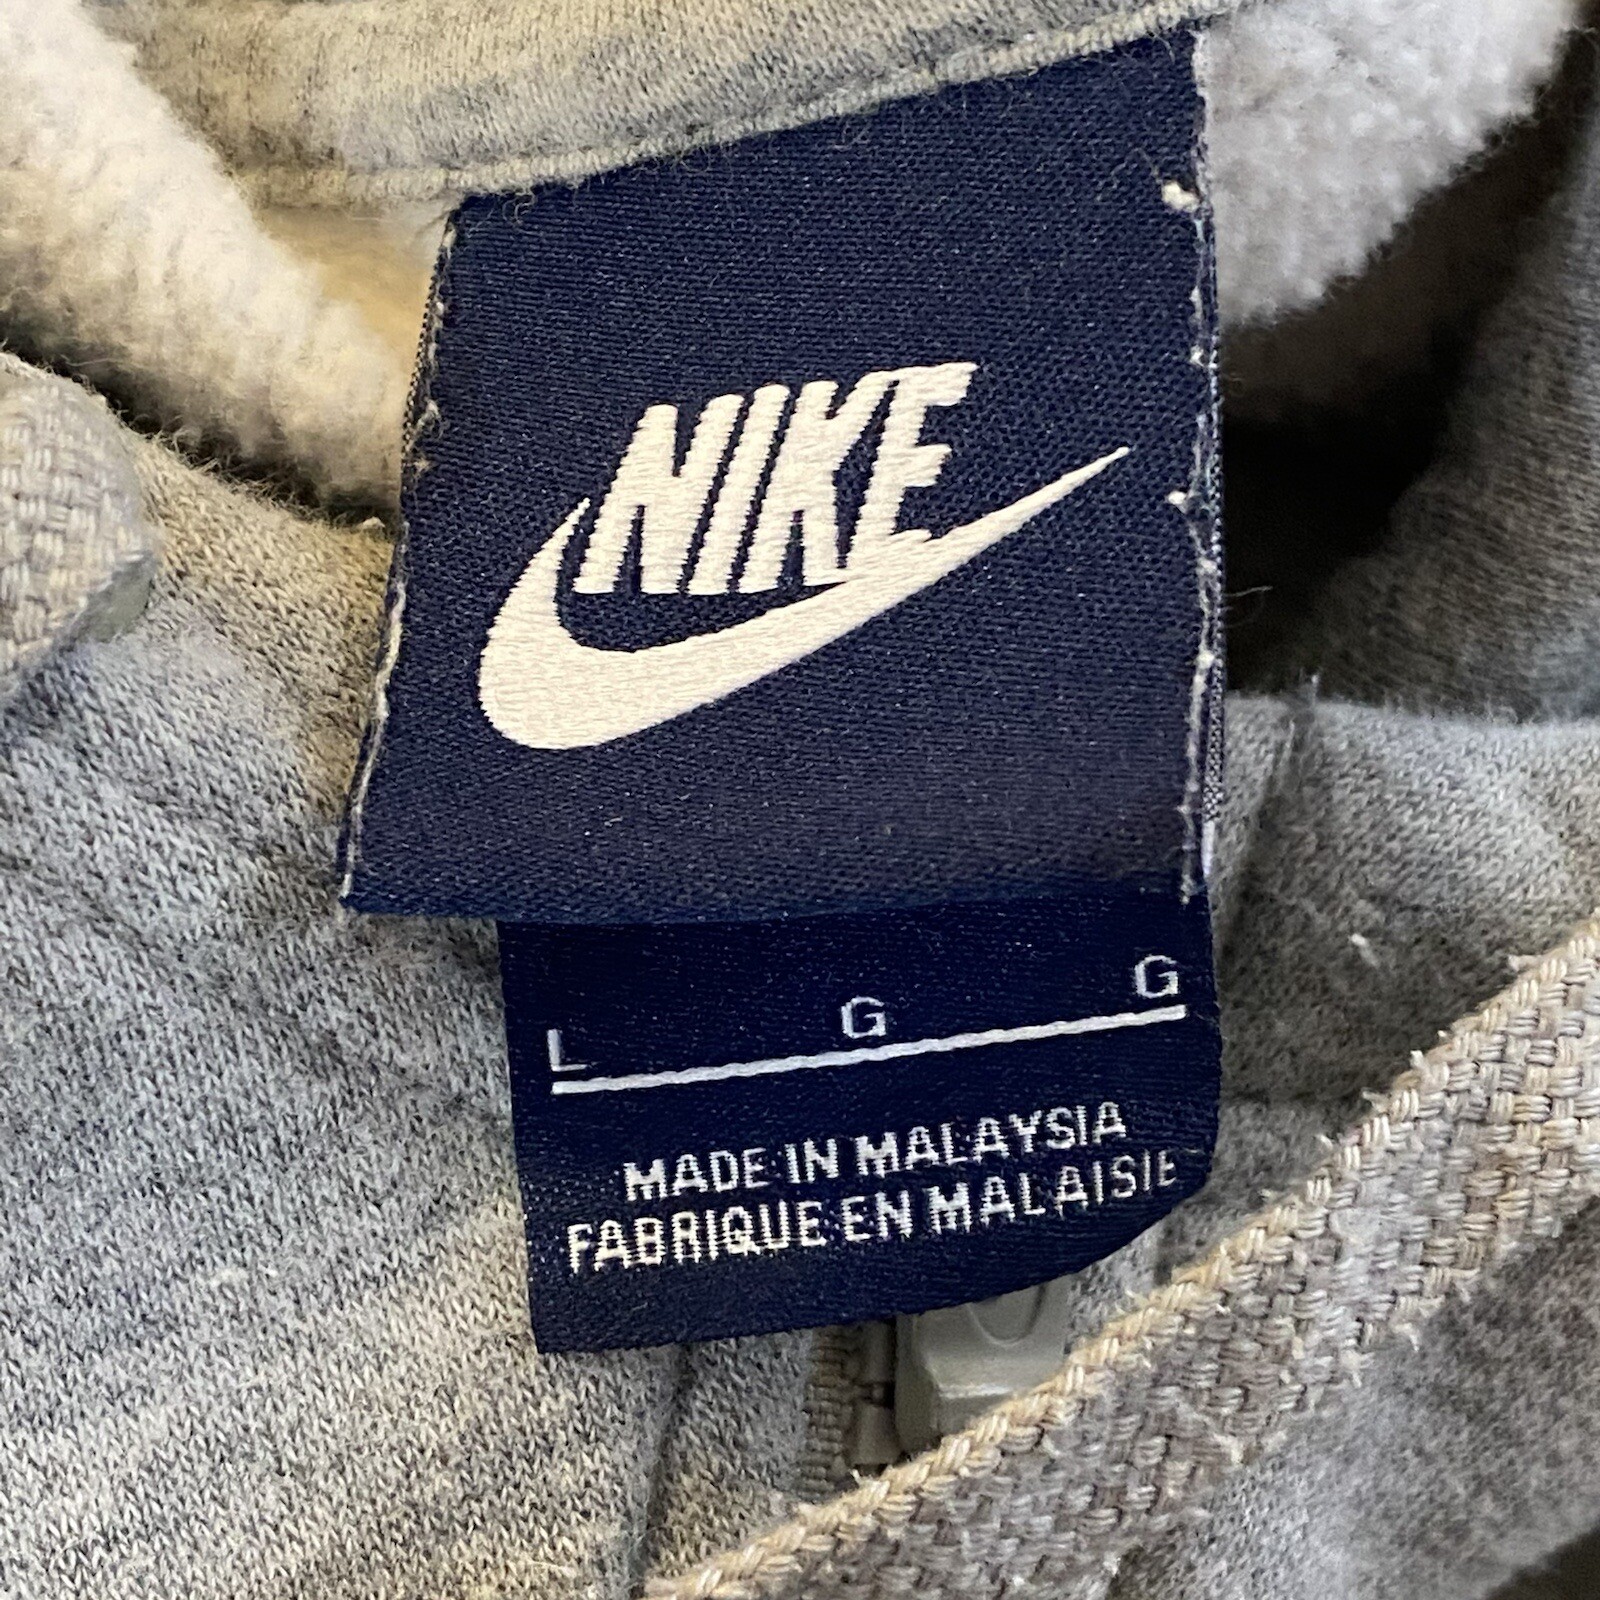 NIKE
L G G
MADE IN MALAYSIA
FABRIQUE EN MALAISIE